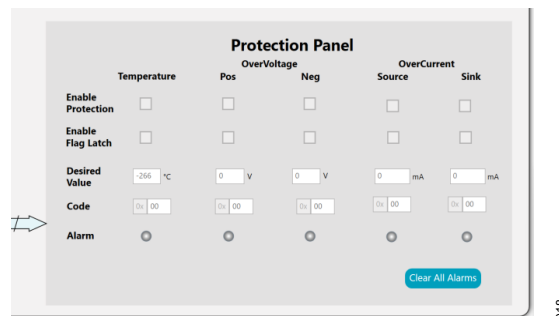 Protection Panel
OverVoltage OverCurrent
Temperature Pos Neg Source Sink
Enable
Protection
Enable
Flag Latch
Desired
Value
-266 °C 0 V 0 V 0 mA 0 mA
Code 0x 00 0x 00 0x 00 0x 00 0x 00
Alarm
Clear All Alarms